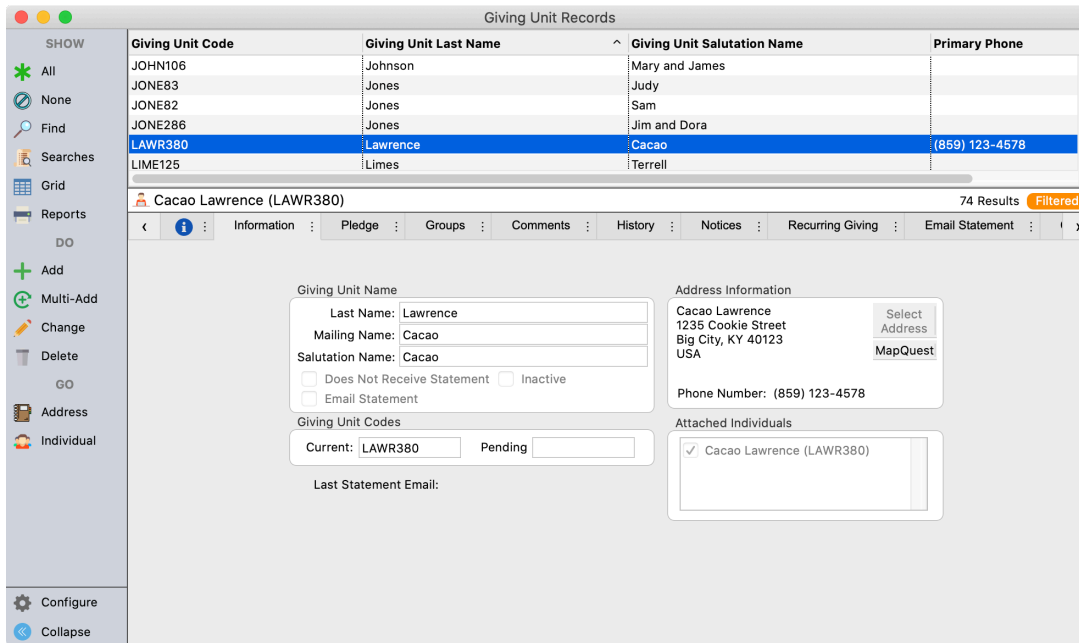 Giving Unit Records
SHOW
All
None
Find
Searches
Grid
Reports
DO
Add
Multi-Add
Change
Delete
GO
Address
Individual
Configure
Collapse
Giving Unit Code Giving Unit Last Name Giving Unit Salutation Name Primary Phone
JOHN106 Johnson Mary and James
JONE83 Jones Judy
JONE82 Jones Sam
JONE286 Jones Jim and Dora
LAWR380 Lawrence Cacao (859) 123-4578
LIME125 Limes Terrell
Cacao Lawrence (LAWR380) 74 Results Filtered
Information Pledge Groups Comments History Notices Recurring Giving Email Statement
Giving Unit Name
Last Name: Lawrence
Mailing Name: Cacao
Salutation Name: Cacao
Does Not Receive Statement Inactive
Email Statement
Giving Unit Codes
Current: LAWR380 Pending
Last Statement Email:
Address Information
Cacao Lawrence
1235 Cookie Street
Big City, KY 40123
USA
Select Address
MapQuest
Phone Number: (859) 123-4578
Attached Individuals
Cacao Lawrence (LAWR380)